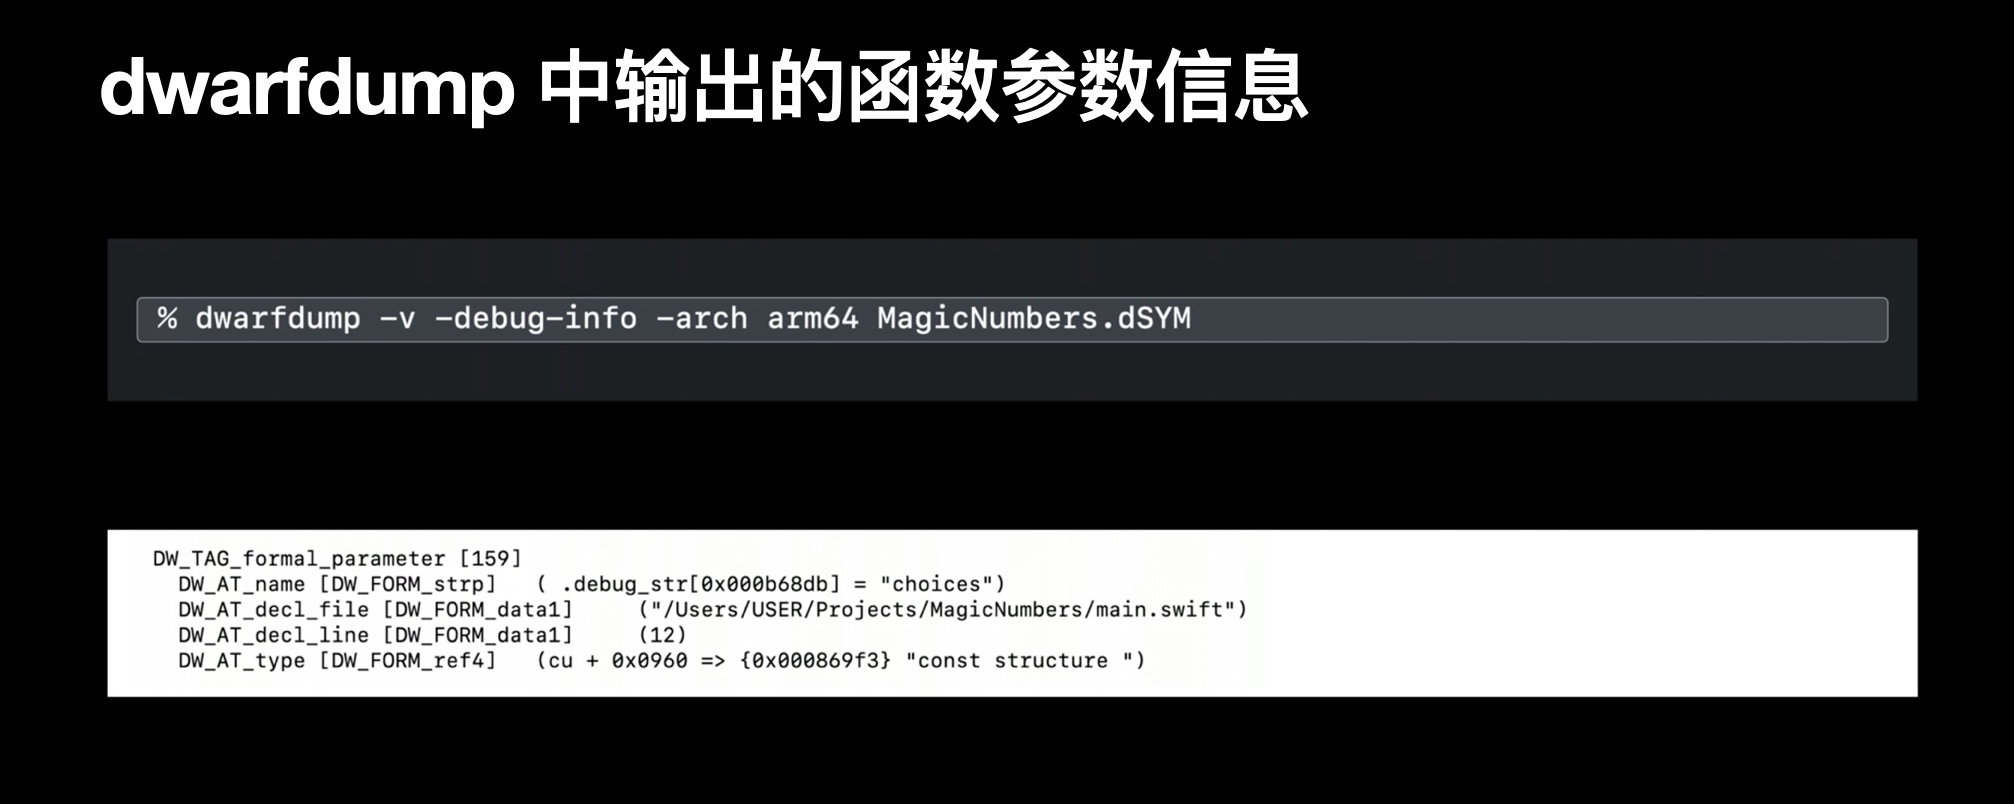 dwarfdump 中输出的函数参数信息
% dwarfdump -v -debug-info -arch arm64 MagicNumbers.dSYM
DW_TAG_formal_parameter [159]
DW_AT_name [DW_FORM_strp] ( .debug_str[0x000b68db] = "choices")
DW_AT_decl_file [DW_FORM_data1] ("/Users/USER/Projects/MagicNumbers/main.swift")
DW_AT_decl_line [DW_FORM_data1] (12)
DW_AT_type [DW_FORM_ref4] (cu + 0x0960 => {0x000869f3} "const structure ")